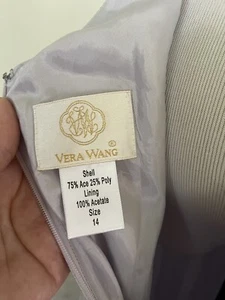 VERA WANG ®
Shell
75% Ace 25% Poly
Lining
100% Acetate
Size
14